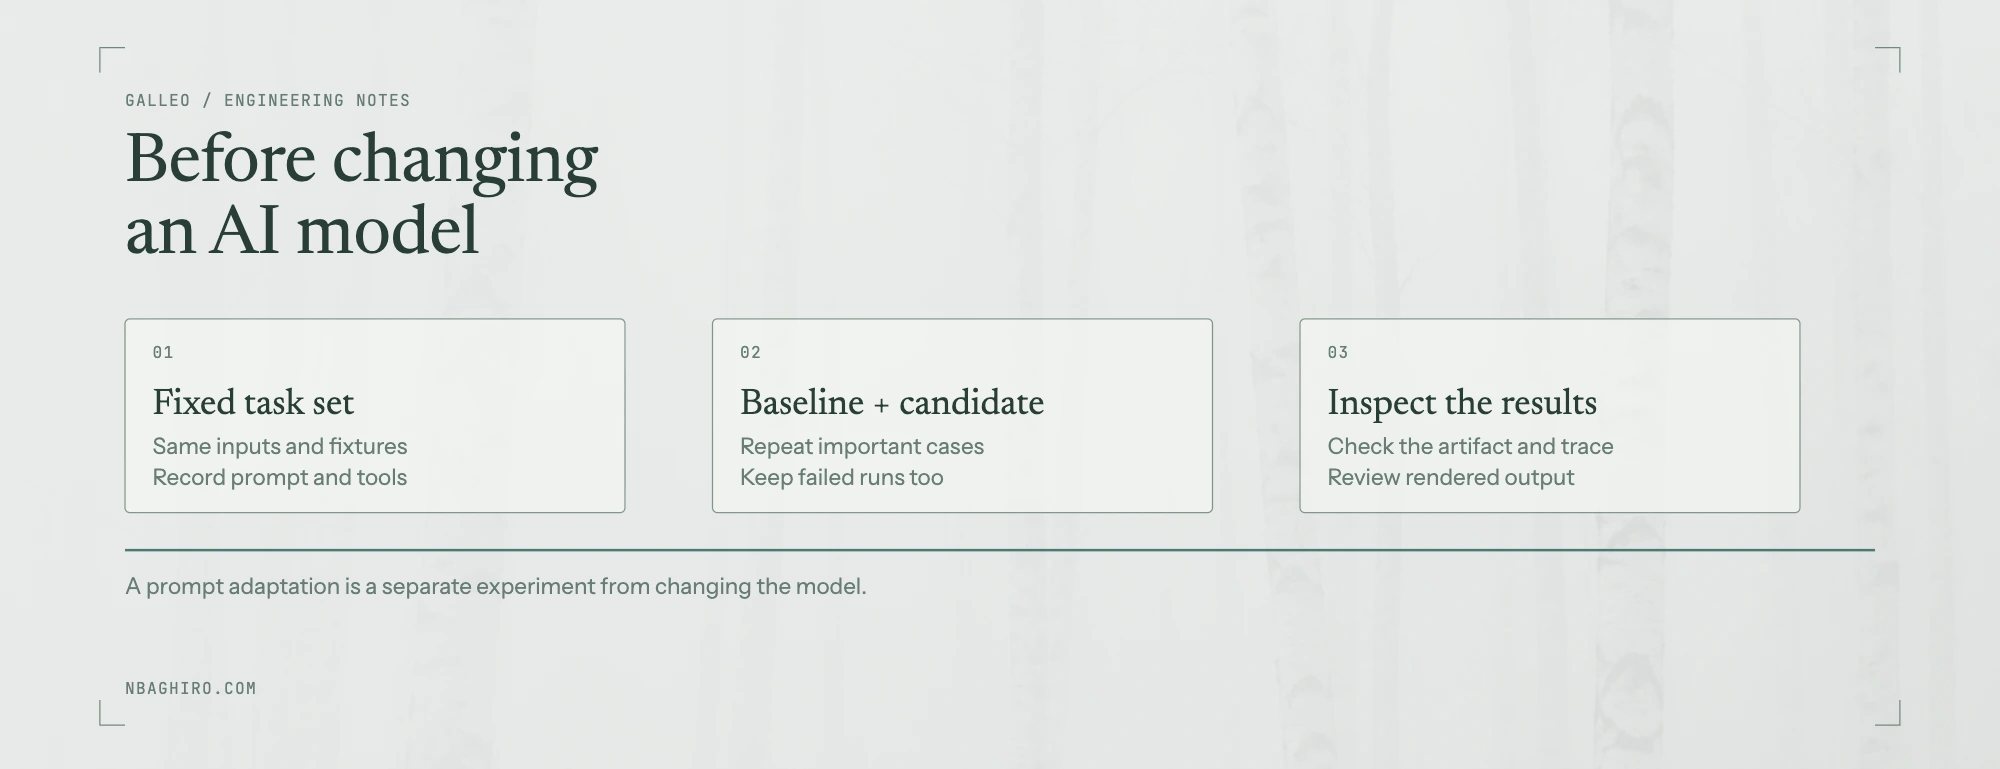 GALLEO / ENGINEERING NOTES
Before changing
an AI model
01
Fixed task set
Same inputs and fixtures
Record prompt and tools
02
Baseline + candidate
Repeat important cases
Keep failed runs too
03
Inspect the results
Check the artifact and trace
Review rendered output
A prompt adaptation is a separate experiment from changing the model.
NBAGHIRO.COM